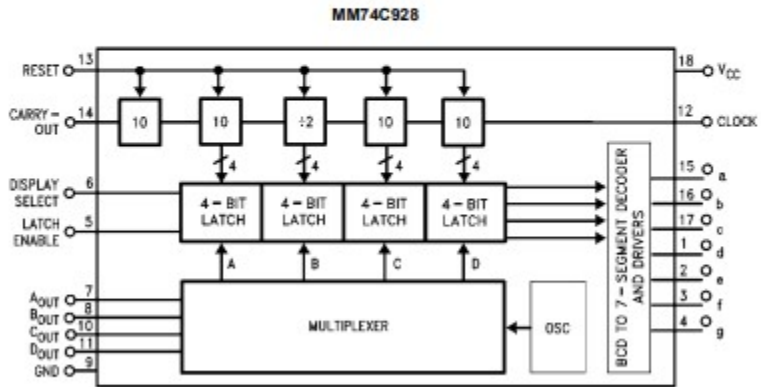 MM74C928
RESET 13
18 VCC
CARRY-OUT 14
10 10 ÷2 10 10
12 CLOCK
4 4 4 4
DISPLAY SELECT 6
LATCH ENABLE 5
4-BIT LATCH
4-BIT LATCH
4-BIT LATCH
4-BIT LATCH
A B C D
AOUT 7
BOUT 8
COUT 10
DOUT 11
GND 9
MULTIPLEXER
OSC
BCD TO 7-SEGMENT DECODER AND DRIVERS
15 a
16 b
17 c
1 d
2 e
3 f
4 g